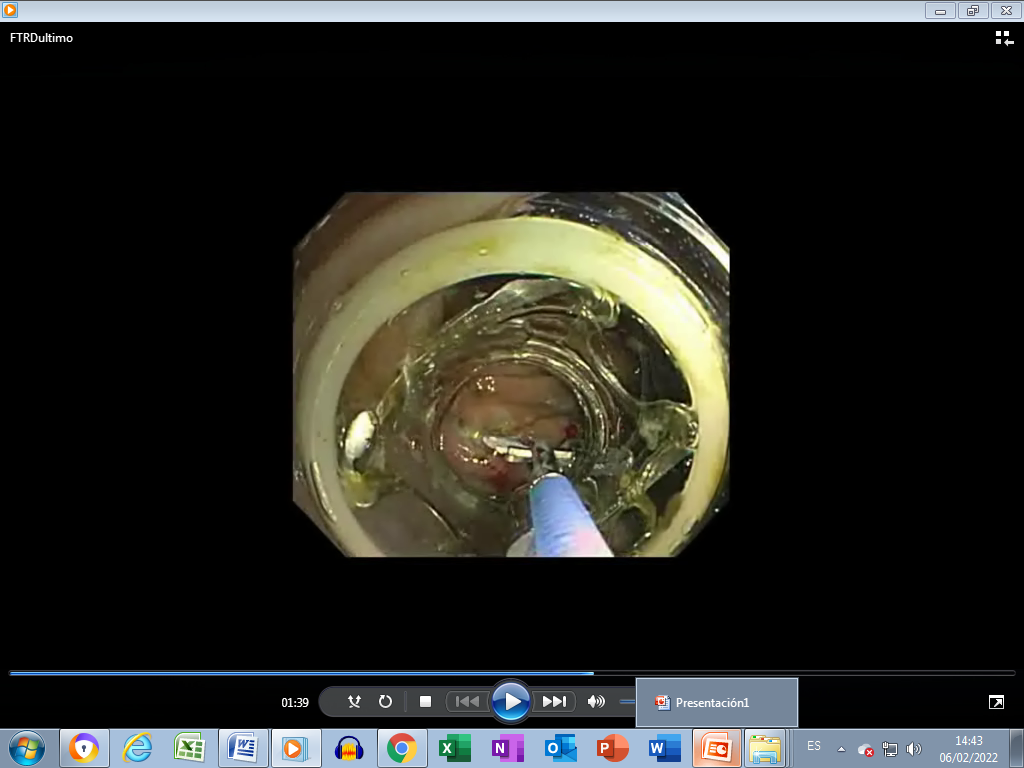 FTRDultimo
01:39
Presentación1
ES
14:43
06/02/2022